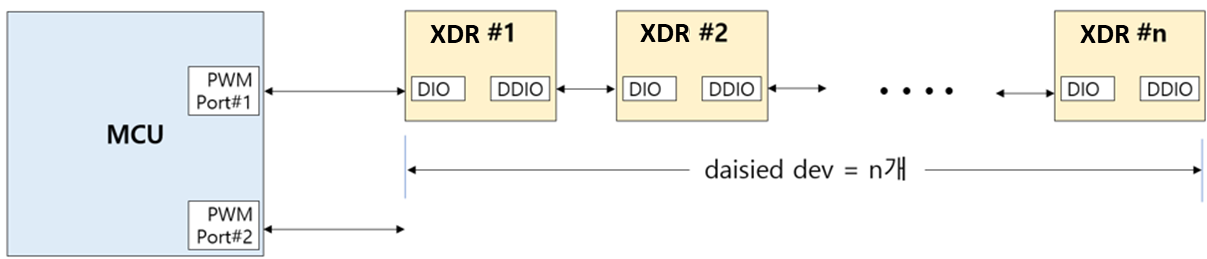 MCU
PWM
Port#1
PWM
Port#2
XDR #1
DIO
DDIO
XDR #2
DIO
DDIO
• • • •
XDR #n
DIO
DDIO
daisied dev = n개